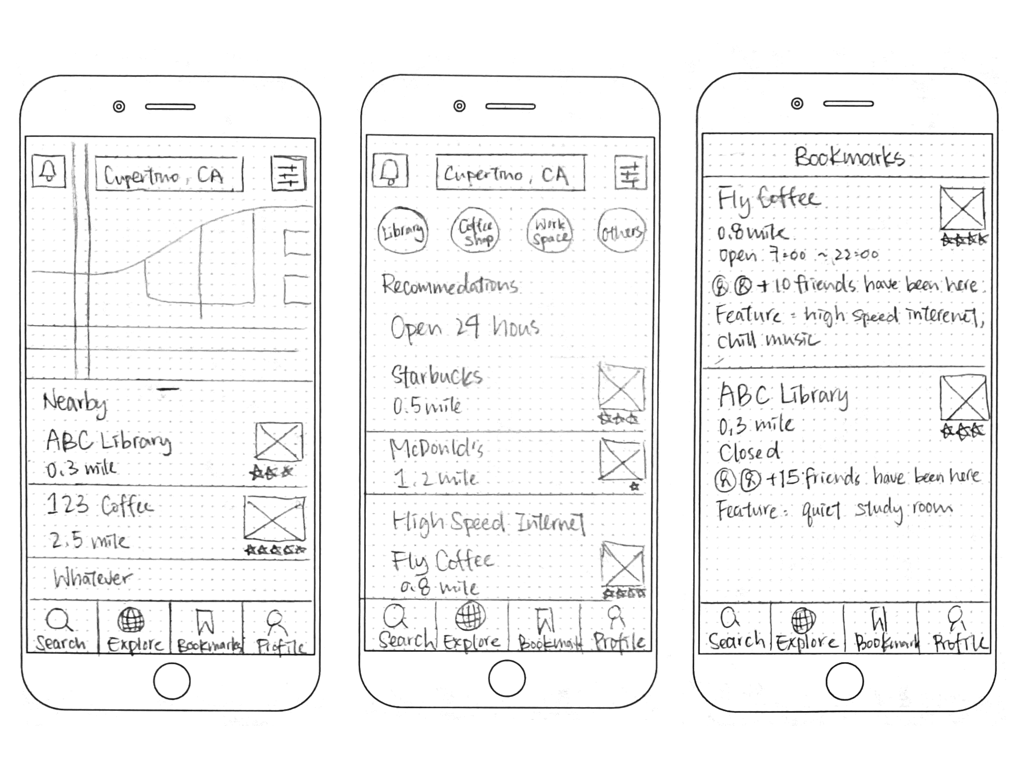 Cupertino, CA
Nearby
ABC Library
0.3 mile
123 Coffee
2.5 mile
Whatever
Search
Explore
Bookmarks
Profile
Cupertino, CA
Library
Coffee
Shop
Work
Space
Others
Recommedations
Open 24 hous
Starbucks
0.5 mile
McDonld's
1.2 mile
High Speed Internet
Fly Coffee
0.8 mile
Search
Explore
Bookmark
Profile
Bookmarks
Fly Coffee
0.8 mile
Open 7:00 ~ 22:00
+10 friends have been here
Feature = high speed interenet,
chill music
ABC Library
0.3 mile
Closed
+15 friends have been here
Feature: quiet study room
Search
Explore
Bookmark
Profile